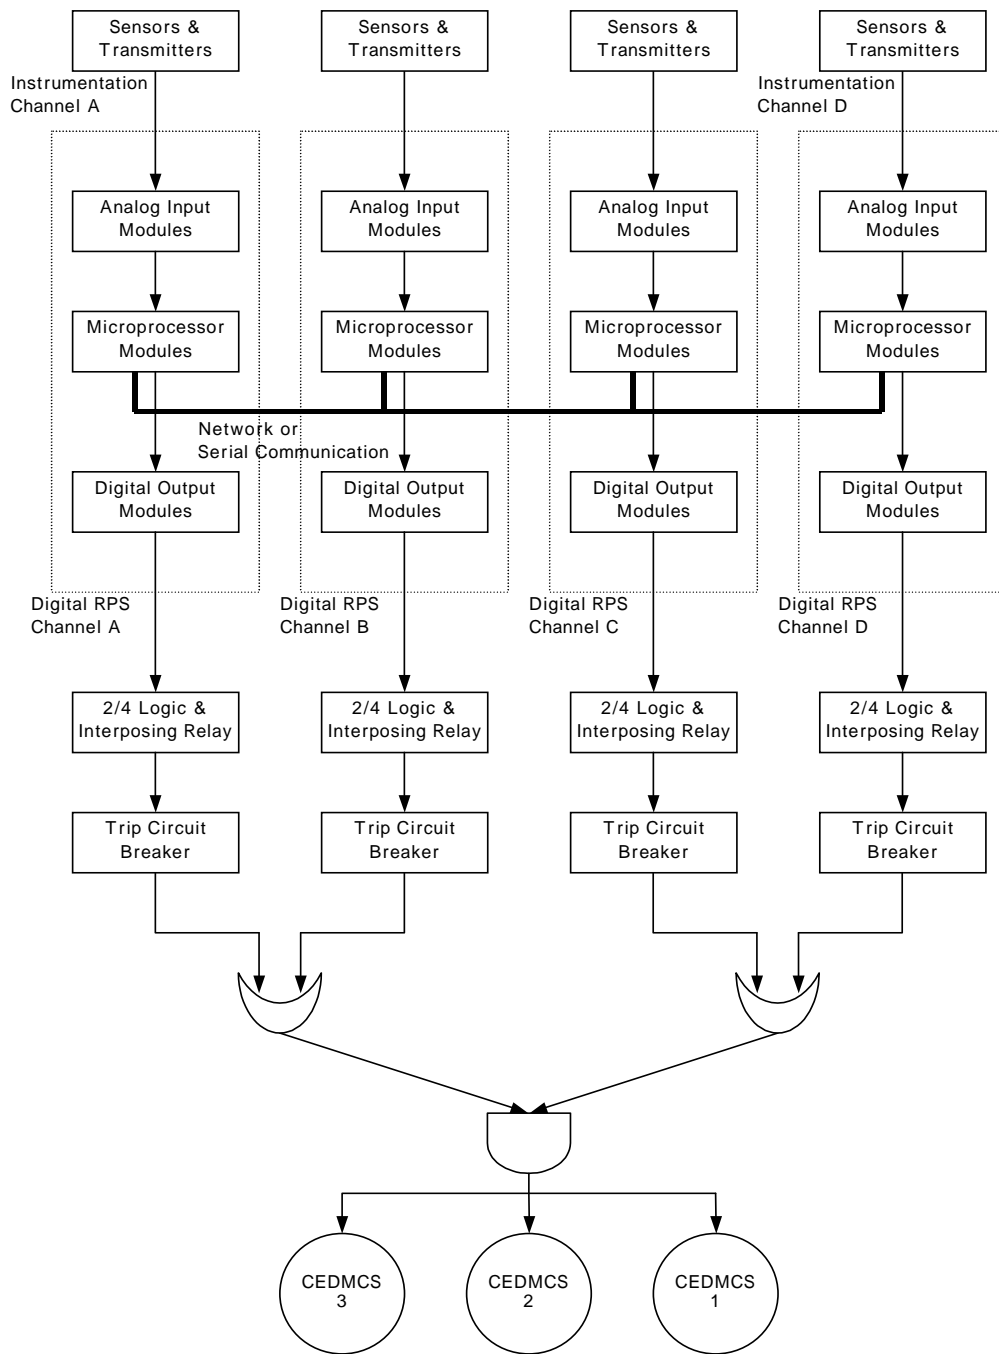 Sensors &
Transmitters
Sensors &
Transmitters
Sensors &
Transmitters
Sensors &
Transmitters
Instrumentation
Channel A
Instrumentation
Channel D
Analog Input
Modules
Analog Input
Modules
Analog Input
Modules
Analog Input
Modules
Microprocessor
Modules
Microprocessor
Modules
Microprocessor
Modules
Microprocessor
Modules
Network or
Serial Communication
Digital Output
Modules
Digital Output
Modules
Digital Output
Modules
Digital Output
Modules
Digital RPS
Channel A
Digital RPS
Channel B
Digital RPS
Channel C
Digital RPS
Channel D
2/4 Logic &
Interposing Relay
2/4 Logic &
Interposing Relay
2/4 Logic &
Interposing Relay
2/4 Logic &
Interposing Relay
Trip Circuit
Breaker
Trip Circuit
Breaker
Trip Circuit
Breaker
Trip Circuit
Breaker
CEDMCS
3
CEDMCS
2
CEDMCS
1